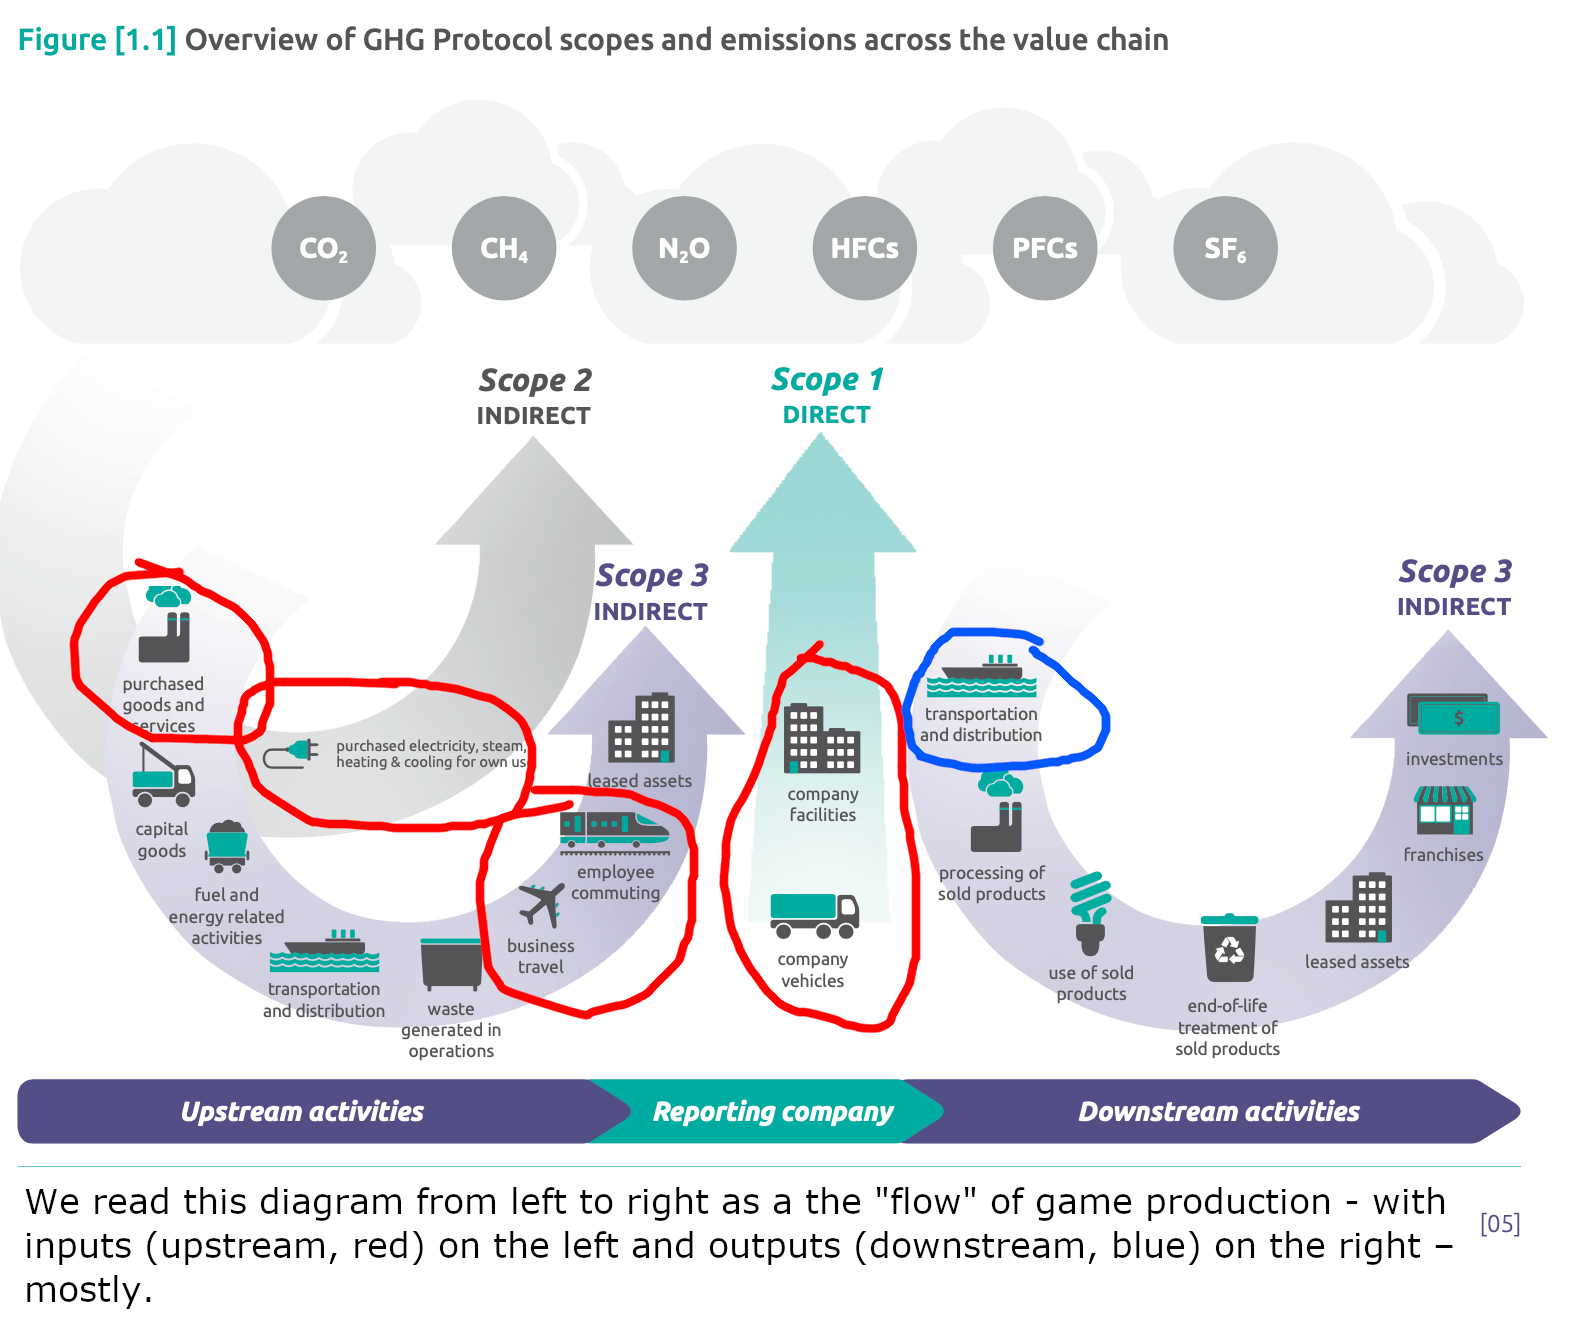 Figure [1.1] Overview of GHG Protocol scopes and emissions across the value chain
CO2
CH4
N2O
HFCs
PFCs
SF6
Scope 2
INDIRECT
Scope 1
DIRECT
Scope 3
INDIRECT
Scope 3
INDIRECT
purchased
goods and
services
capital
goods
fuel and
energy related
activities
transportation
and distribution
waste
generated in
operations
purchased electricity, steam,
heating & cooling for own use
business
travel
employee
commuting
leased assets
company
facilities
company
vehicles
transportation
and distribution
processing of
sold products
use of sold
products
end-of-life
treatment of
sold products
leased assets
franchises
$
investments
Upstream activities
Reporting company
Downstream activities
We read this diagram from left to right as a the "flow" of game production - with
inputs (upstream, red) on the left and outputs (downstream, blue) on the right –
mostly.
[05]